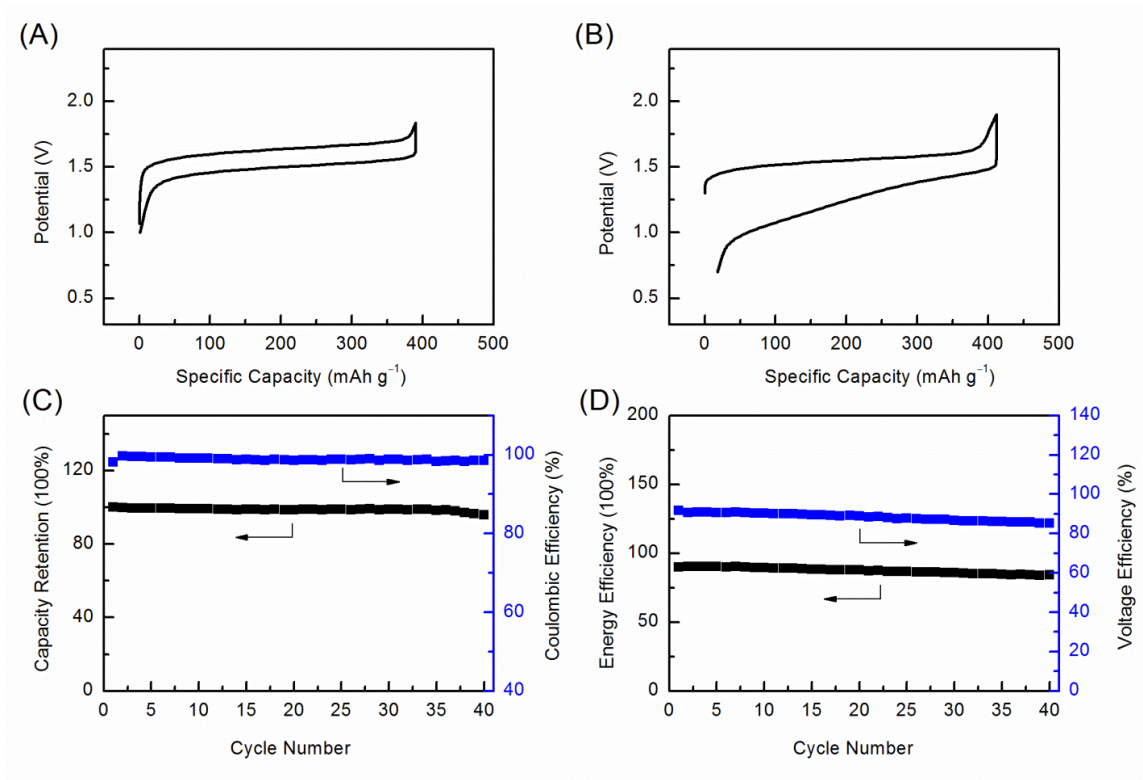 (A)
2.0
1.5
1.0
0.5
Potential (V)
0 100 200 300 400 500
Specific Capacity (mAh g⁻¹)
(B)
2.0
1.5
1.0
0.5
Potential (V)
0 100 200 300 400 500
Specific Capacity (mAh g⁻¹)
(C)
120
80
40
0
Capacity Retention (100%)
100
80
60
40
Coulombic Efficiency (%)
0 5 10 15 20 25 30 35 40
Cycle Number
(D)
200
150
100
50
0
Energy Efficiency (100%)
140
120
100
80
60
40
20
0
Voltage Efficiency (%)
0 5 10 15 20 25 30 35 40
Cycle Number